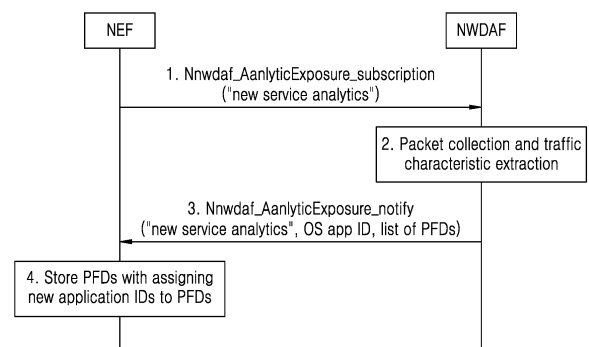 NEF
NWDAF
1. Nnwdaf_AanlyticExposure_subscription
("new service analytics")
2. Packet collection and traffic
characteristic extraction
3. Nnwdaf_AanlyticExposure_notify
("new service analytics", OS app ID, list of PFDs)
4. Store PFDs with assigning
new application IDs to PFDs